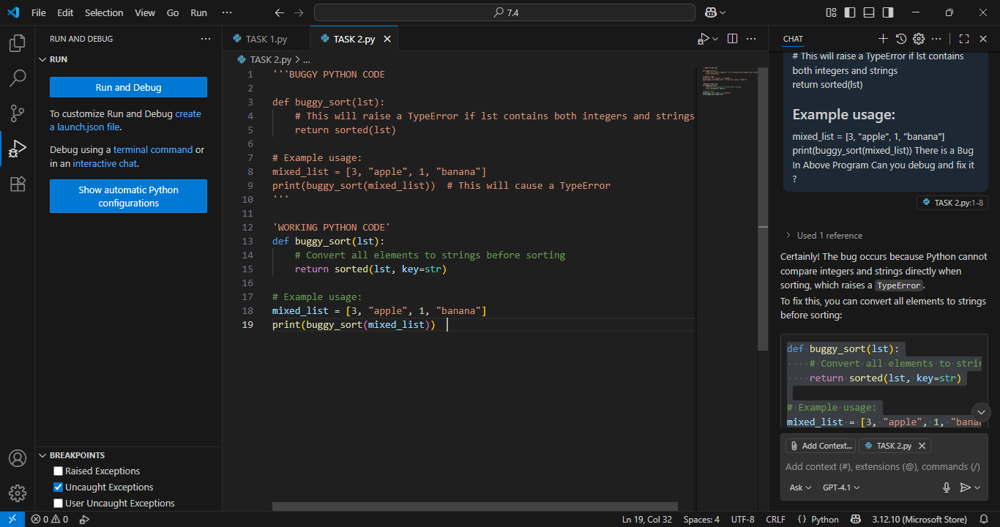 File Edit Selection View Go Run ··· 7.4
RUN AND DEBUG ···
RUN
Run and Debug
To customize Run and Debug create
a launch.json file.
Debug using a terminal command or
in an interactive chat.
Show automatic Python
configurations
BREAKPOINTS
Raised Exceptions
Uncaught Exceptions
User Uncaught Exceptions
TASK 1.py TASK 2.py
TASK 2.py > ...
1 '''BUGGY PYTHON CODE
2
3 def buggy_sort(lst):
4 # This will raise a TypeError if lst contains both integers and strings
5 return sorted(lst)
6
7 # Example usage:
8 mixed_list = [3, "apple", 1, "banana"]
9 print(buggy_sort(mixed_list)) # This will cause a TypeError
10 '''
11
12 'WORKING PYTHON CODE'
13 def buggy_sort(lst):
14 # Convert all elements to strings before sorting
15 return sorted(lst, key=str)
16
17 # Example usage:
18 mixed_list = [3, "apple", 1, "banana"]
19 print(buggy_sort(mixed_list))
CHAT
# This will raise a TypeError if lst contains
both integers and strings
return sorted(lst)
Example usage:
mixed_list = [3, "apple", 1, "banana"]
print(buggy_sort(mixed_list)) There is a Bug
In Above Program Can you debug and fix it
?
TASK 2.py:1-8
Used 1 reference
Certainly! The bug occurs because Python cannot
compare integers and strings directly when
sorting, which raises a TypeError.
To fix this, you can convert all elements to strings
before sorting:
def buggy_sort(lst):
# Convert all elements to strin
return sorted(lst, key=str)
# Example usage:
mixed_list = [3, "apple", 1, "banan
Add Context... TASK 2.py
Add context (#), extensions (@), commands (/)
Ask GPT-4.1
0 0 Ln 19, Col 32 Spaces: 4 UTF-8 CRLF {} Python 3.12.10 (Microsoft Store)